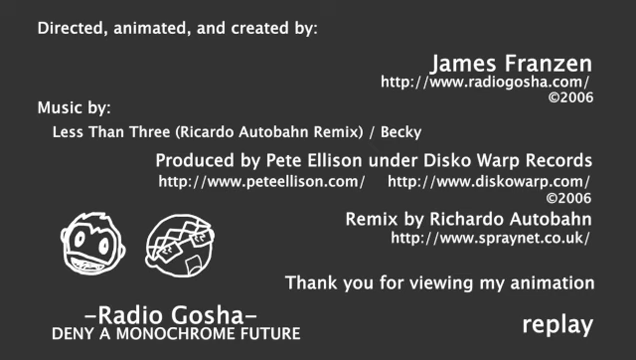 Directed, animated, and created by:
James Franzen
http://www.radiogosha.com/
©2006
Music by:
Less Than Three (Ricardo Autobahn Remix) / Becky
Produced by Pete Ellison under Disko Warp Records
http://www.peteellison.com/ http://www.diskowarp.com/
©2006
Remix by Richardo Autobahn
http://www.spraynet.co.uk/
Thank you for viewing my animation
-Radio Gosha-
DENY A MONOCHROME FUTURE
replay